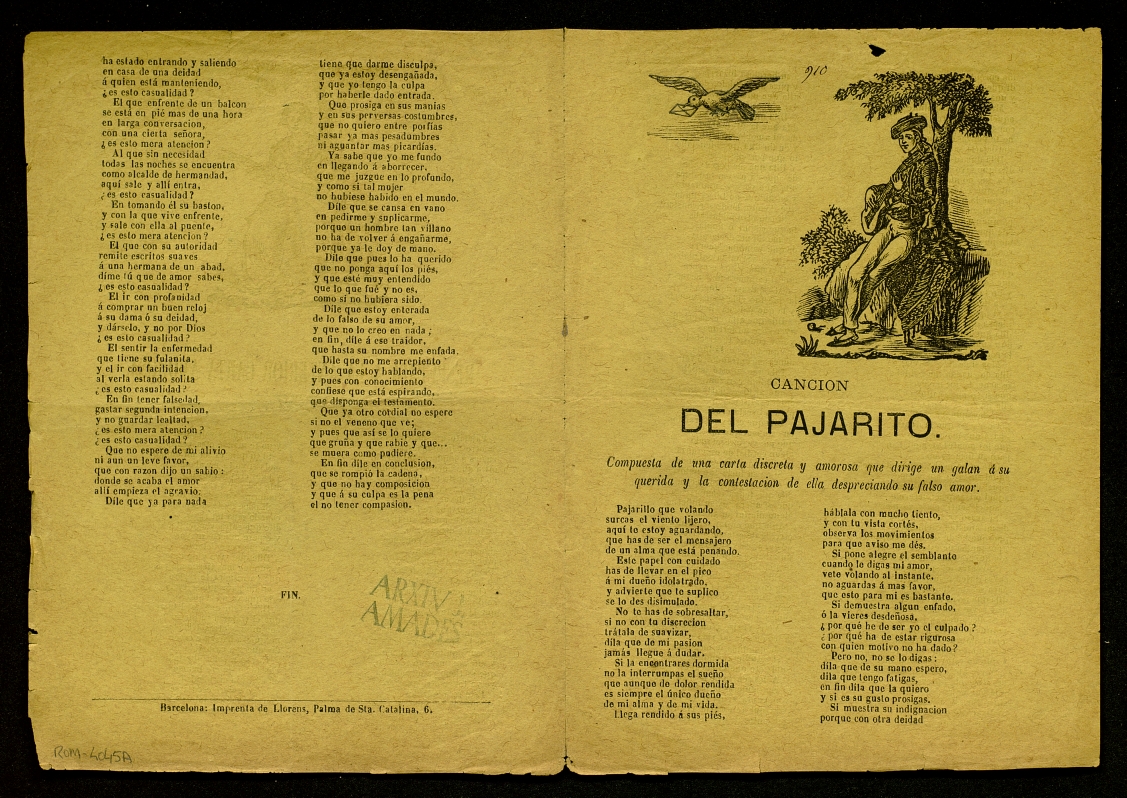 ha estado entrando y saliendo
en casa de una deidad
á quien está manteniendo,
¿es esto casualidad?
El que enfrente de un balcon
se está en pié mas de una hora
en larga conversacion,
con una cierta señora,
¿es esto mera atencion?
Al que sin necesidad
todas las noches se encuentra
como alcalde de hermandad,
aquí sale y allí entra,
¿es esto casualidad?
En tomando él su baston,
y con la que vive enfrente,
y sale con ella al puente,
¿es esto mera atencion?
El que con su autoridad
remite escritos suaves
á una hermana de un abad,
dime tú que de amor sabes,
¿es esto casualidad?
El ir con profanidad
á comprar un buen reloj
á su dama ó su deidad,
y dárselo, y no por Dios
¿es esto casualidad?
El sentir la enfermedad
que tiene su fulanita,
y el ir con facilidad
al verla estando solita
¿es esto casualidad?
En fin tener falsedad,
gastar segunda intencion,
y no guardar lealtad,
¿es esto mera atencion?
¿es esto casualidad?
Que no espere de mi alivio
ni aun un leve favor,
que con razon dijo un sabio:
donde se acaba el amor
allí empieza el agravio.
Dile que ya para nada
tiene que darme disculpa,
que ya estoy desengañada,
y que yo tengo la culpa
por haberle dado entrada.
Que prosiga en sus manías
y en sus perversas costumbres,
que no quiero entre porfías
pasar ya mas pesadumbres
ni aguantar mas picardías.
Ya sabe que yo me fundo
en llegando á aborrecer,
que me juzgue en lo profundo,
y como si tal mujer
no hubiese habido en el mundo.
Dile que se cansa en vano
en pedirme y suplicarme,
porque un hombre tan villano
no ha de volver á engañarme,
porque ya le doy de mano.
Dile que pues lo ha querido
que no ponga aquí los piés,
y que esté muy entendido
que lo que fué y no es,
como si no hubiera sido.
Dile que estoy enterada
de lo falso de su amor,
y que no lo creo en nada;
en fin, dile á ese traidor,
que hasta su nombre me enfada.
Dile que no me arrepiento
de lo que estoy hablando,
y pues con conocimiento
confiese que está espirando,
que disponga el testamento.
Que ya otro cordial no espere
si no el veneno que ve;
y pues que así se lo quiere
que gruña y que rabie y que...
se muera como pudiere.
En fin dile en conclusion,
que se rompió la cadena,
y que no hay composicion
y que á su culpa es la pena
el no tener compasion.
FIN.
ARXIU
AMADES
Barcelona: Imprenta de Llorens, Palma de Sta. Catalina, 6.
ROM-4045A
910
CANCION
DEL PAJARITO.
Compuesta de una carta discreta y amorosa que dirige un galan á su
querida y la contestacion de ella despreciando su falso amor.
Pajarillo que volando
surcas el viento lijero,
aquí te estoy aguardando,
que has de ser el mensajero
de un alma que está penando.
Este papel con cuidado
has de llevar en el pico
á mi dueño idolatrado,
y advierte que te suplico
se lo des disimulado.
No te has de sobresaltar,
si no con tu discrecion
trátala de suavizar,
dila que de mi pasion
jamás llegue á dudar.
Si la encontrares dormida
no la interrumpas el sueño
que aunque de dolor rendida
es siempre el único dueño
de mi alma y de mi vida.
Llega rendido á sus piés,
háblala con mucho tiento,
y con tu vista cortés,
observa los movimientos
para que aviso me dés.
Si pone alegre el semblante
cuando le digas mi amor,
vete volando al instante,
no aguardas á mas favor,
que esto para mi es bastante.
Si demuestra algun enfado,
ó la vieres desdeñosa,
¿por qué he de ser yo el culpado?
¿por qué ha de estar rigurosa
con quien motivo no ha dado?
Pero no, no se lo digas:
dila que de su mano espero,
dila que tengo fatigas,
en fin dila que la quiero
y si es su gusto prosigas.
Si muestra su indignacion
porque con otra deidad